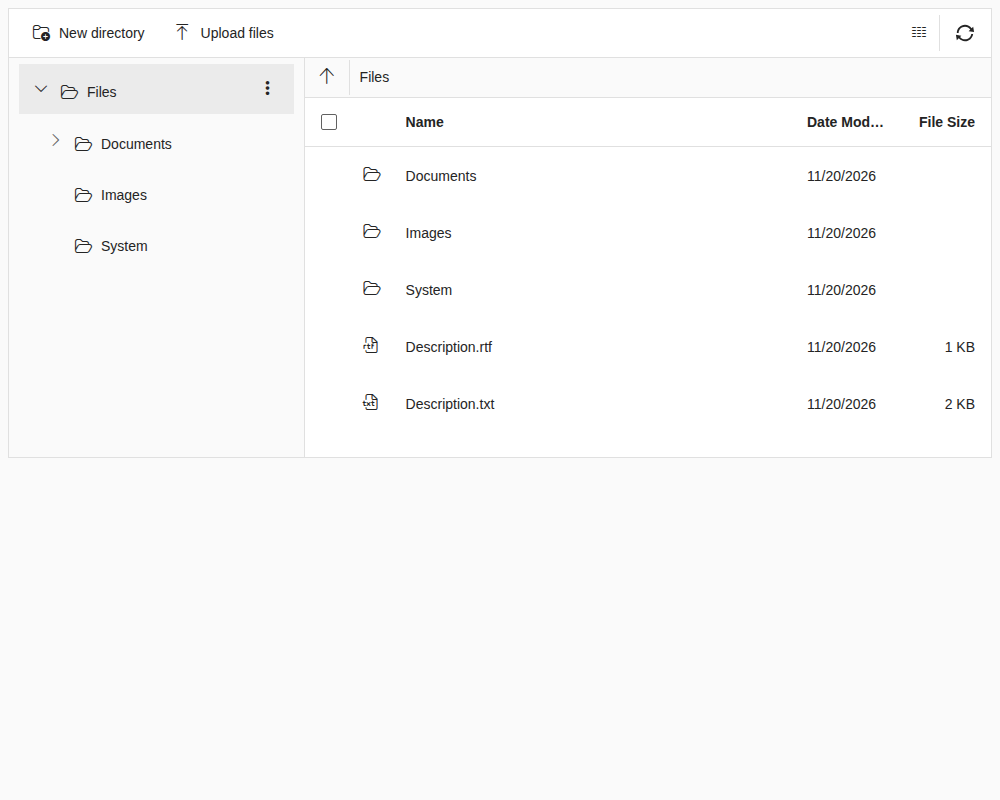 New directory
Upload files
Files
Documents
Images
System
Files
Name
Date Mod…
File Size
Documents
11/20/2026
Images
11/20/2026
System
11/20/2026
rtf
Description.rtf
11/20/2026
1 KB
txt
Description.txt
11/20/2026
2 KB